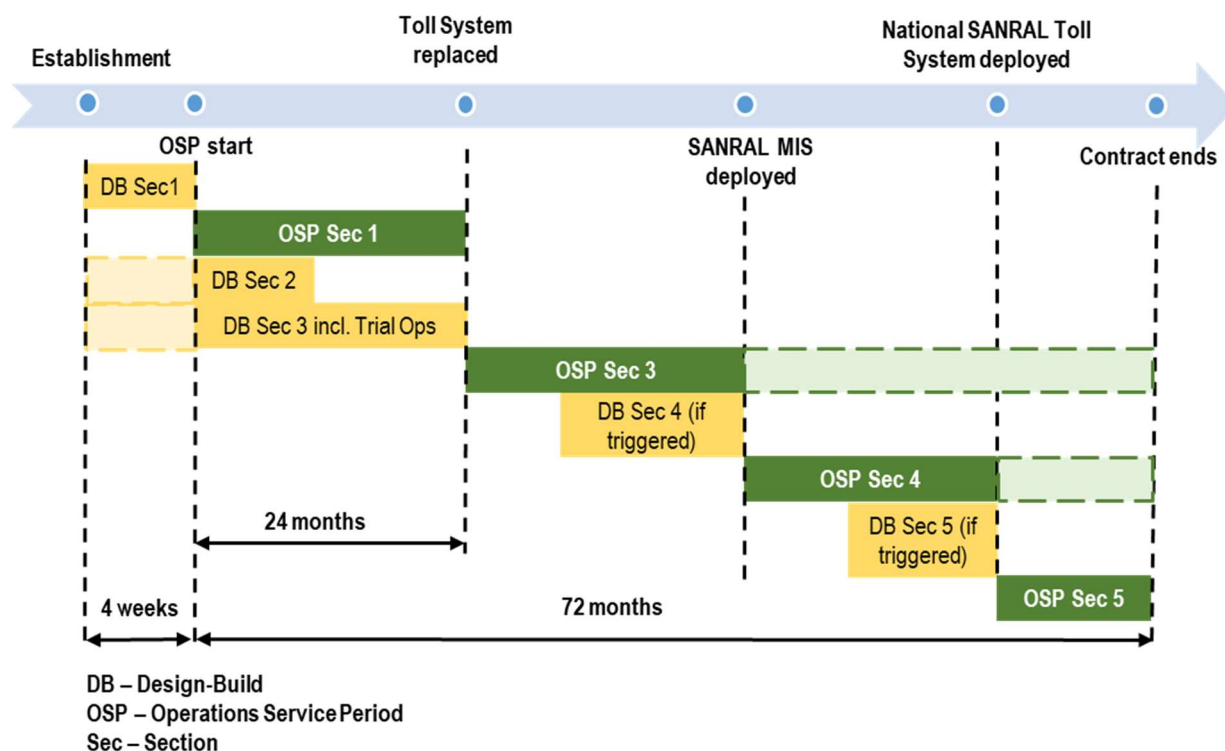 Establishment
Toll System
replaced
National SANRAL Toll
System deployed
OSP start
SANRAL MIS
deployed
Contract ends
DB Sec1
OSP Sec 1
DB Sec 2
DB Sec 3 incl. Trial Ops
OSP Sec 3
DB Sec 4 (if
triggered)
OSP Sec 4
24 months
DB Sec 5 (if
triggered)
4 weeks
72 months
OSP Sec 5
DB – Design-Build
OSP – Operations Service Period
Sec – Section